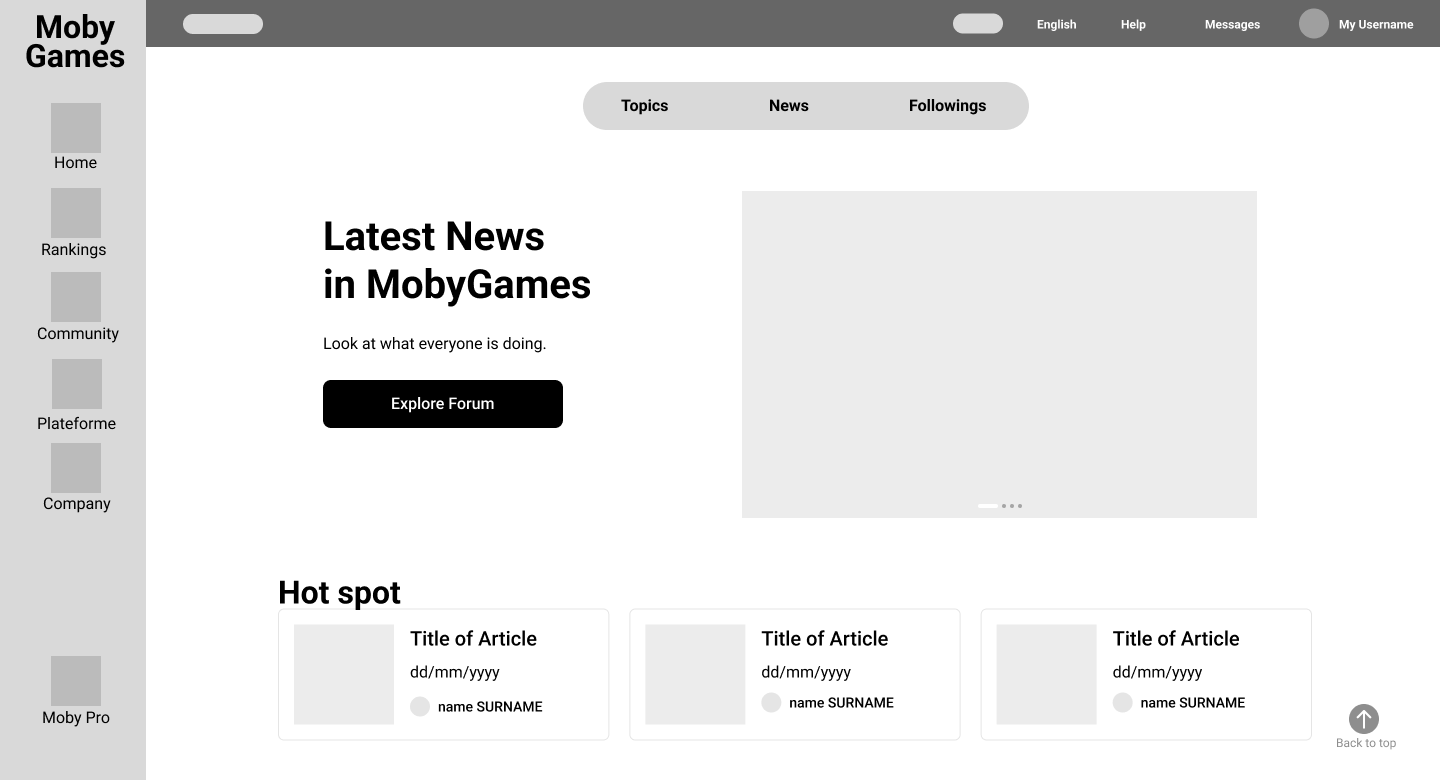 Moby
Games
English
Help
Messages
My Username
Home
Rankings
Community
Plateforme
Company
Moby Pro
Topics
News
Followings
Latest News
in MobyGames
Look at what everyone is doing.
Explore Forum
Hot spot
Title of Article
dd/mm/yyyy
name SURNAME
Title of Article
dd/mm/yyyy
name SURNAME
Title of Article
dd/mm/yyyy
name SURNAME
Back to top